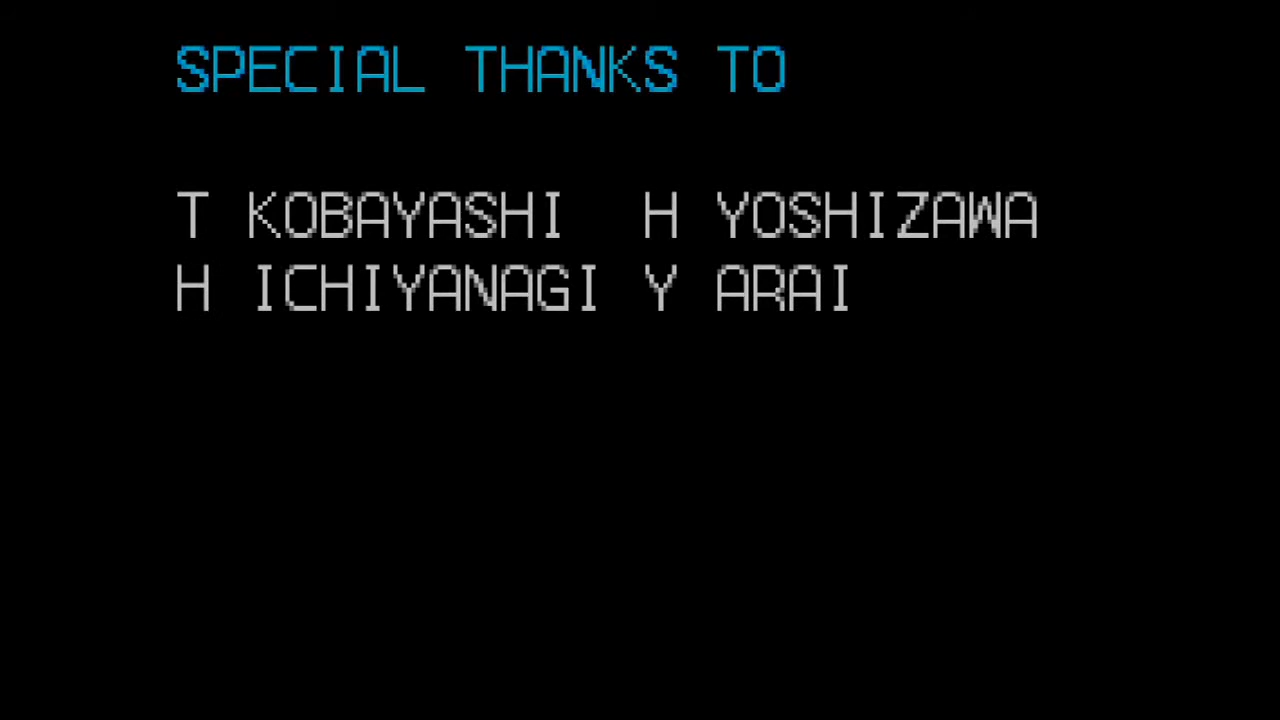 SPECIAL THANKS TO
T KOBAYASHI H YOSHIZAWA
H ICHIYANAGI Y ARAI